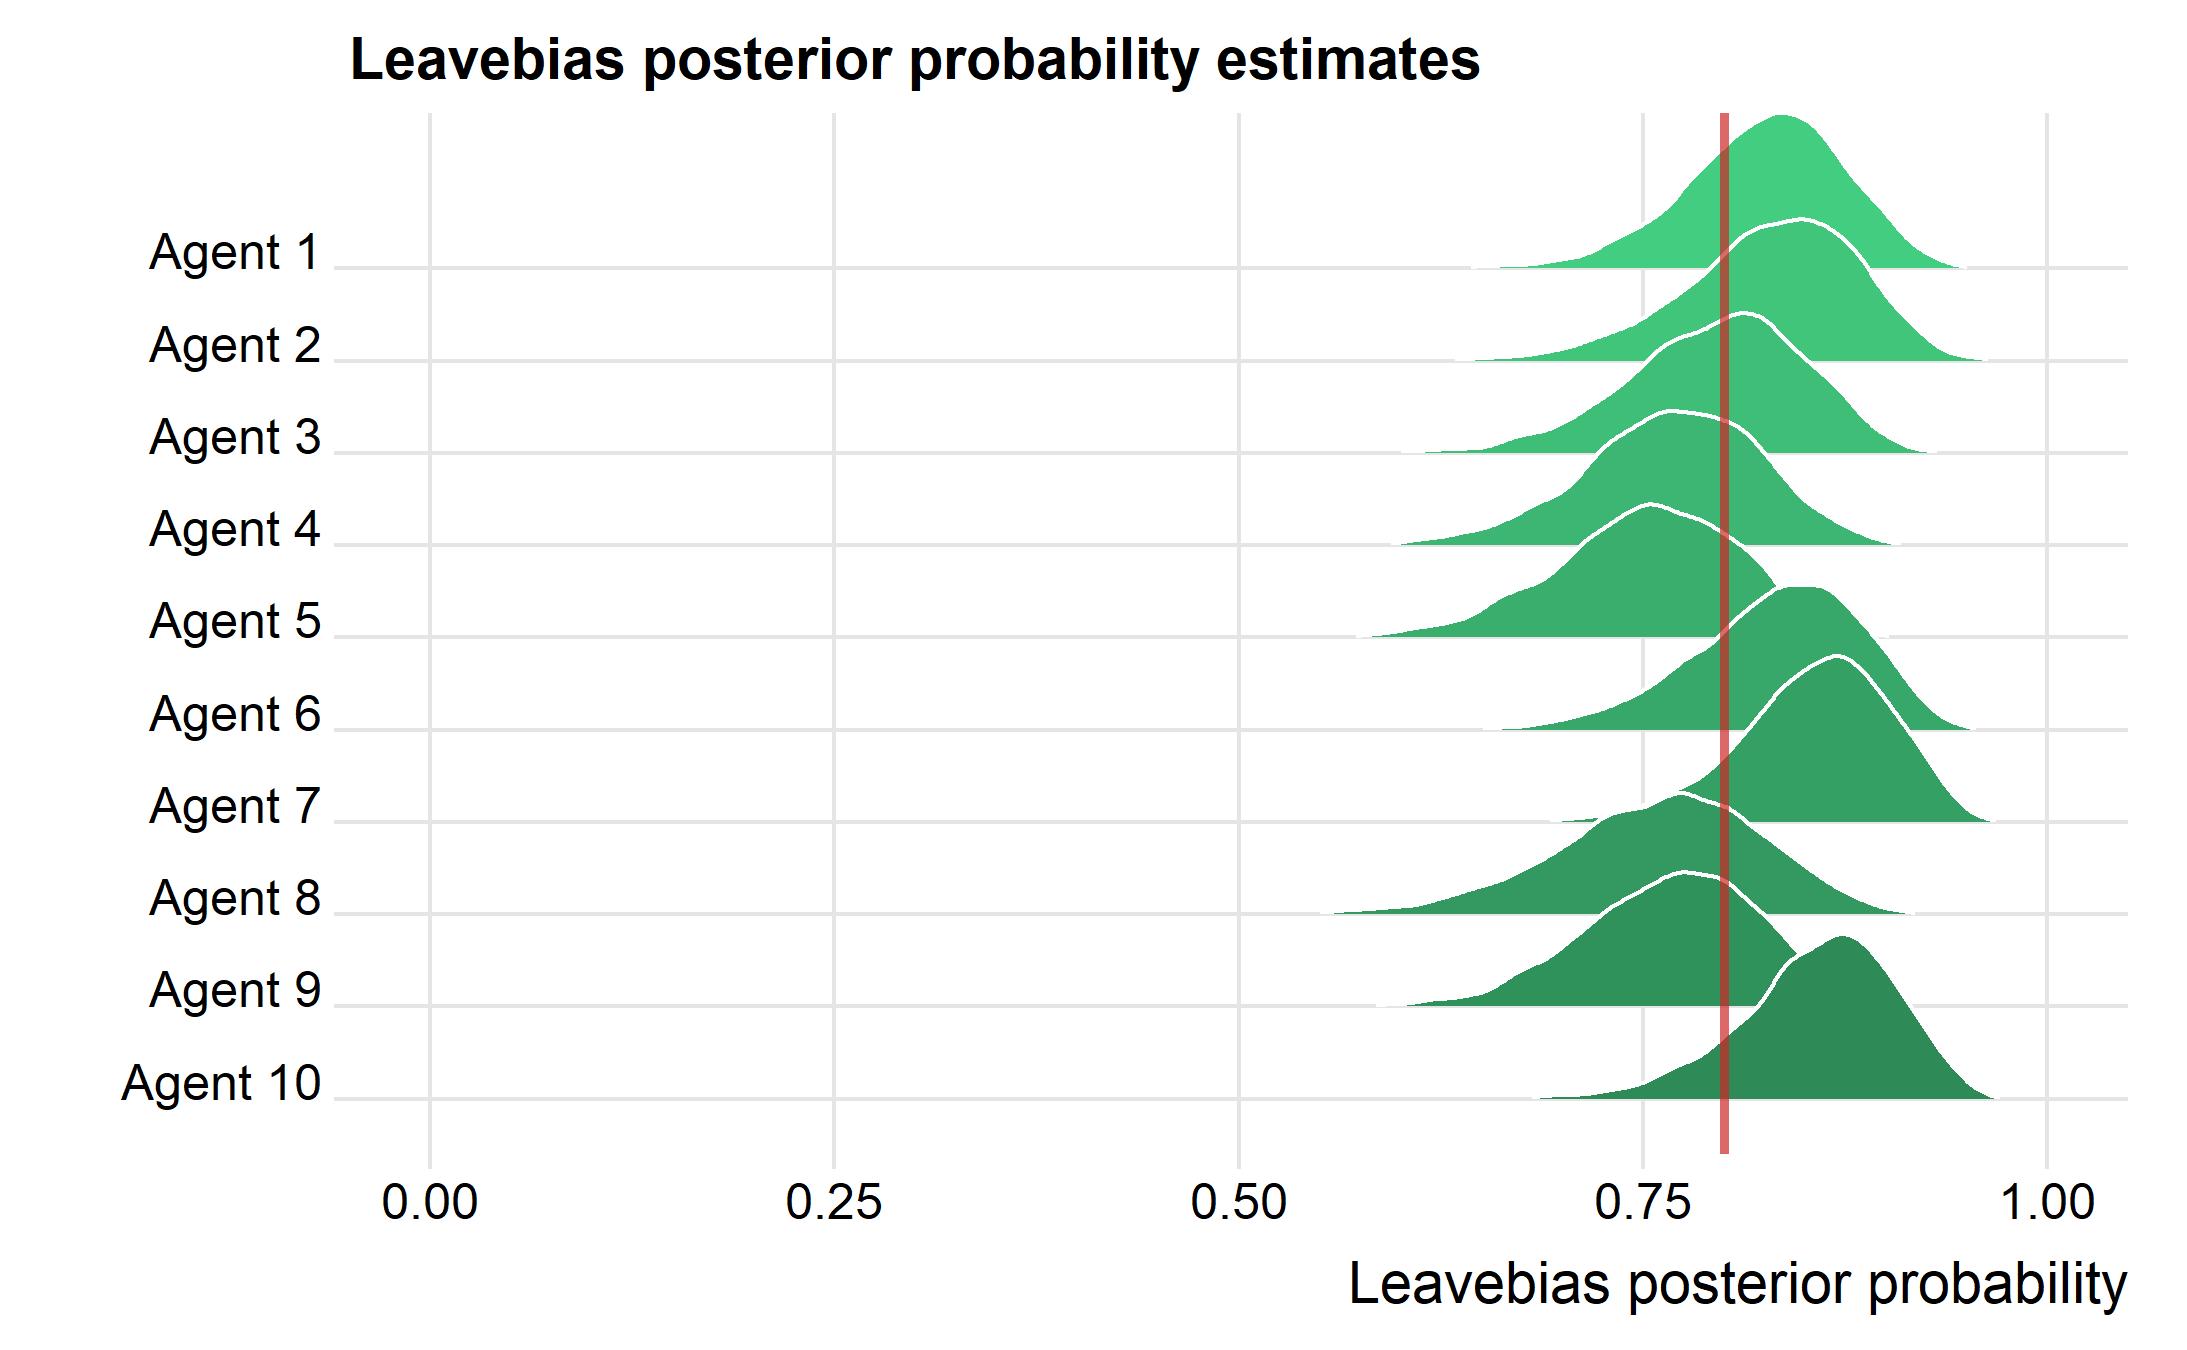 Leavebias posterior probability estimates
Agent 1
Agent 2
Agent 3
Agent 4
Agent 5
Agent 6
Agent 7
Agent 8
Agent 9
Agent 10
0.00 0.25 0.50 0.75 1.00
Leavebias posterior probability